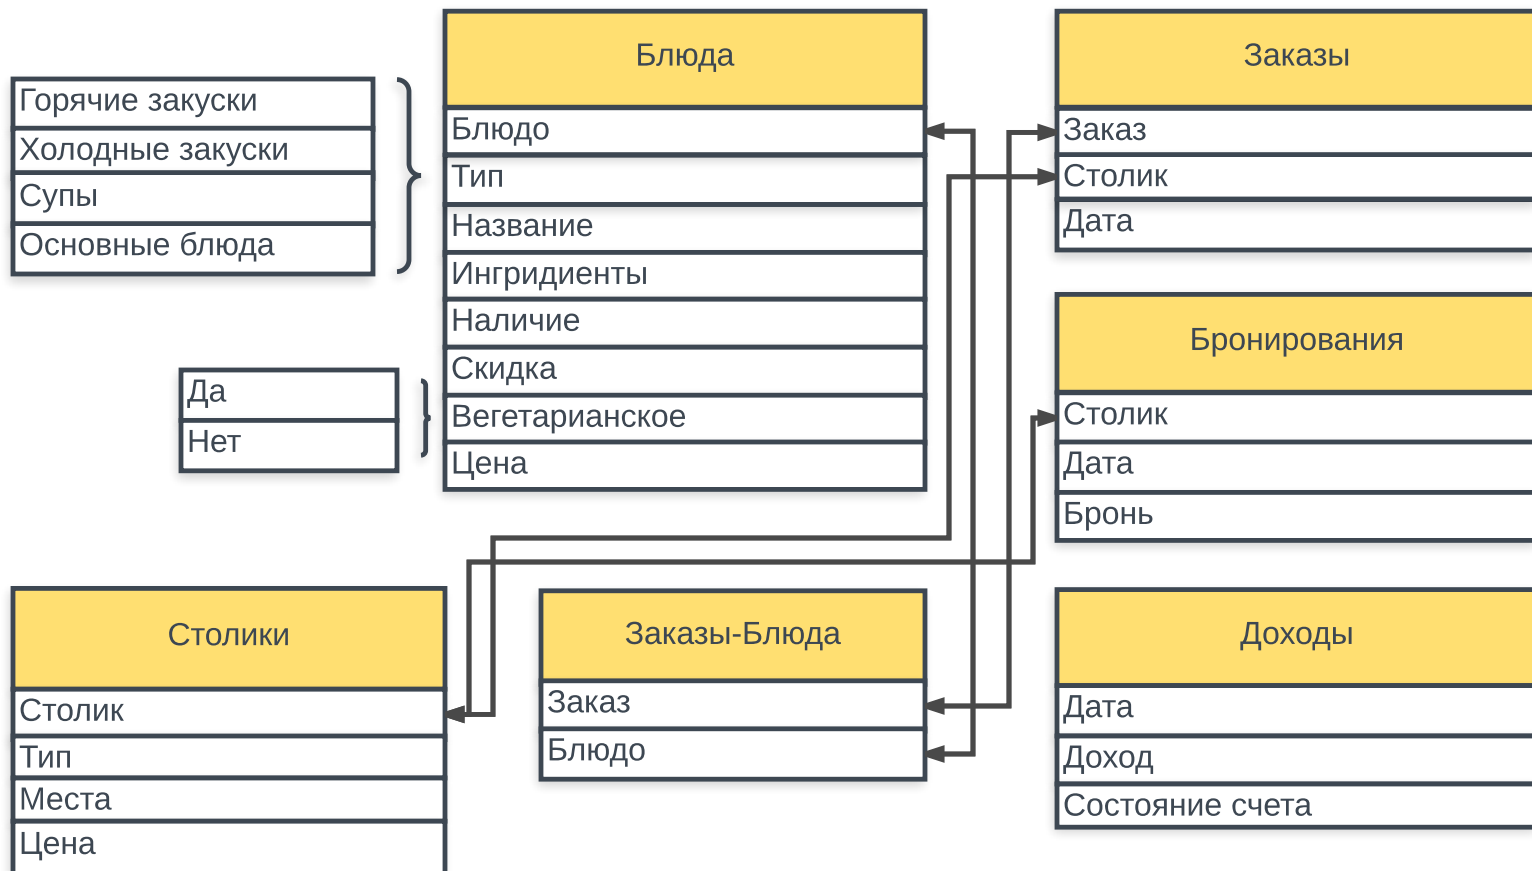 Горячие закуски
Холодные закуски
Супы
Основные блюда
Да
Нет
Блюда
Блюдо
Тип
Название
Ингридиенты
Наличие
Скидка
Вегетарианское
Цена
Заказы
Заказ
Столик
Дата
Бронирования
Столик
Дата
Бронь
Столики
Столик
Тип
Места
Цена
Заказы-Блюда
Заказ
Блюдо
Доходы
Дата
Доход
Состояние счета